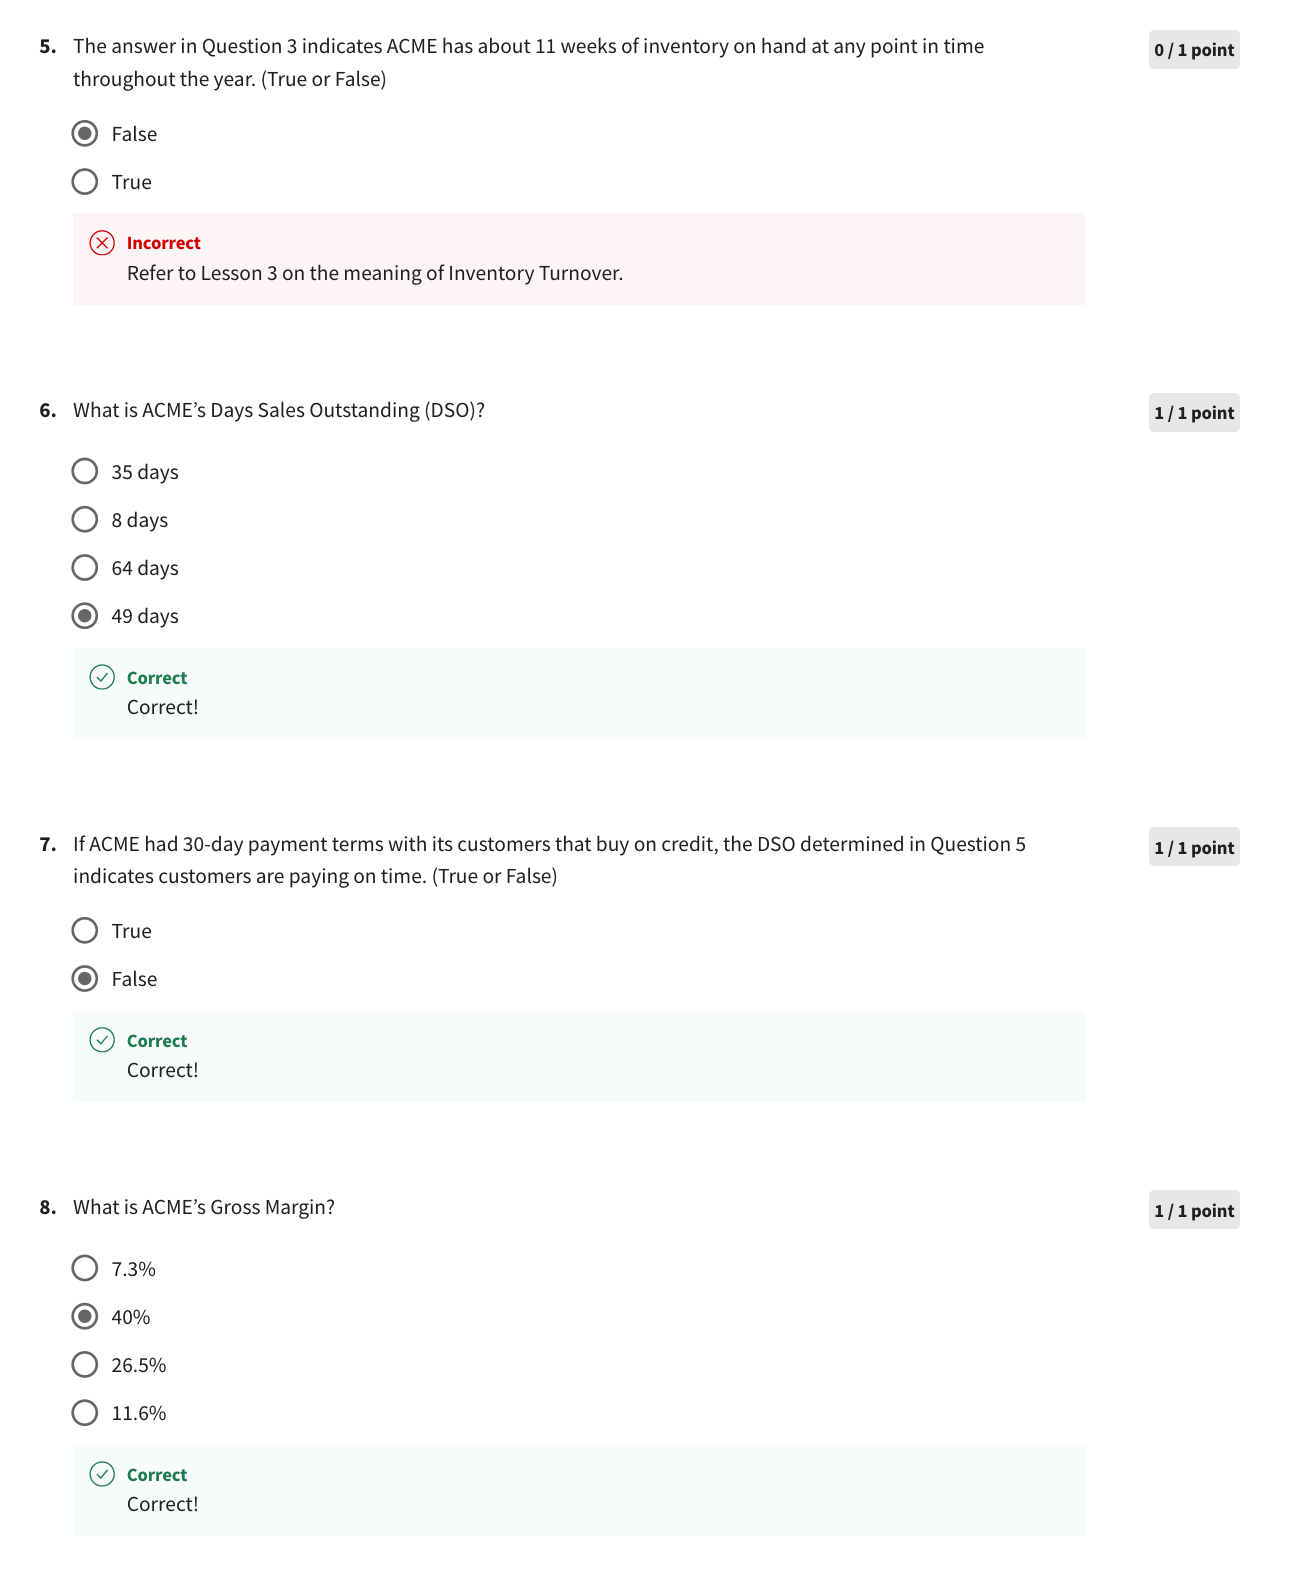 5. The answer in Question 3 indicates ACME has about 11 weeks of inventory on hand at any point in time
throughout the year. (True or False)
0 / 1 point
False
True
Incorrect
Refer to Lesson 3 on the meaning of Inventory Turnover.
6. What is ACME’s Days Sales Outstanding (DSO)?
1 / 1 point
35 days
8 days
64 days
49 days
Correct
Correct!
7. If ACME had 30-day payment terms with its customers that buy on credit, the DSO determined in Question 5
indicates customers are paying on time. (True or False)
1 / 1 point
True
False
Correct
Correct!
8. What is ACME’s Gross Margin?
1 / 1 point
7.3%
40%
26.5%
11.6%
Correct
Correct!